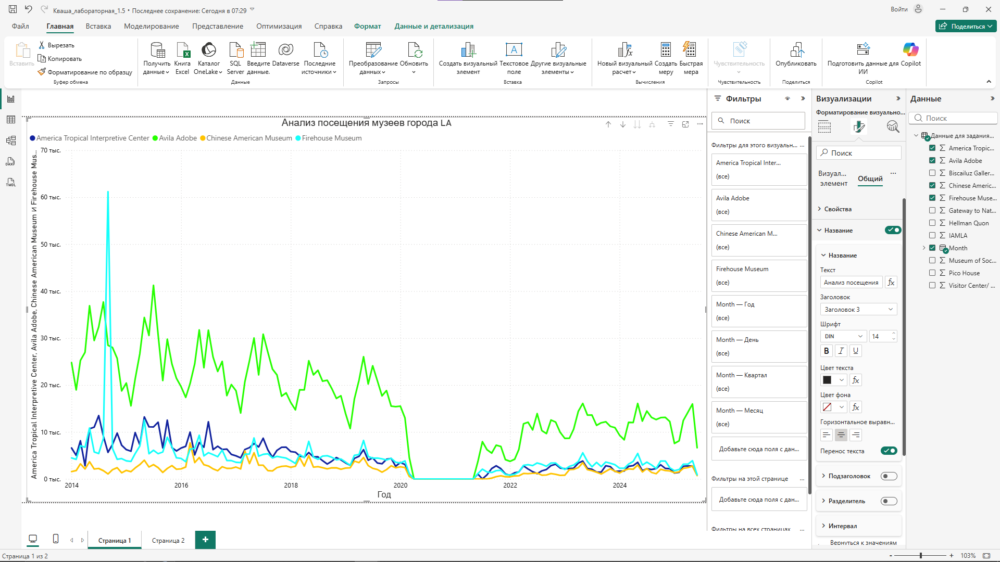 Кваша_лабораторная_1.5 • Последнее сохранение: Сегодня в 07:29
Войти
Файл Главная Вставка Моделирование Представление Оптимизация Справка Формат Данные и детализация
Поделиться
Вставить
Вырезать
Копировать
Форматирование по образцу
Буфер обмена
Получить данные
Книга Excel
Каталог OneLake
SQL Server
Введите данные.
Dataverse
Последние источники
Данные
Преобразование данных
Обновить
Запросы
Создать визуальный элемент
Текстовое поле
Другие визуальные элементы
Вставка
Новый визуальный расчет
Создать меру
Быстрая мера
Вычисления
Чувствительность
Чувствительность
Опубликовать
Поделиться
Подготовить данные для ИИ
Copilot
Copilot
DAX
TMDL
Анализ посещения музеев города LA
America Tropical Interpretive Center Avila Adobe Chinese American Museum Firehouse Museum
America Tropical Interpretive Center, Avila Adobe, Chinese American Museum И Firehouse Mus...
70 тыс.
60 тыс.
50 тыс.
40 тыс.
30 тыс.
20 тыс.
10 тыс.
0 тыс.
2014 2016 2018 2020 2022 2024
Год
Фильтры
Поиск
Фильтры для этого визуальн... ...
America Tropical Inter...
(все)
Avila Adobe
(все)
Chinese American M...
(все)
Firehouse Museum
(все)
Month — Год
(все)
Month — День
(все)
Month — Квартал
(все)
Month — Месяц
(все)
Добавьте сюда поля с дан...
Фильтры на этой странице ...
Добавьте сюда поля с дан...
Фильтры на всех страницах ...
Визуализации
Форматирование визуально...
Поиск
Визуал... элемент
Общий
...
Свойства
Название
Название
Текст
Анализ посещения
fx
Заголовок
Заголовок 3
Шрифт
DIN
14
B I U
Цвет текста
fx
Цвет фона
fx
Горизонтальное выравн...
Перенос текста
Подзаголовок
Разделитель
Интервал
Вернуться к значениям
Данные
Поиск
Данные для задания...
America Tropic...
Avila Adobe
Biscailuz Galler...
Chinese Americ...
Firehouse Muse...
Gateway to Nat...
Hellman Quon
IAMLA
Month
Museum of Soc...
Pico House
Visitor Center/ ...
Страница 1
Страница 2
+
Страница 1 из 2
- + 103%